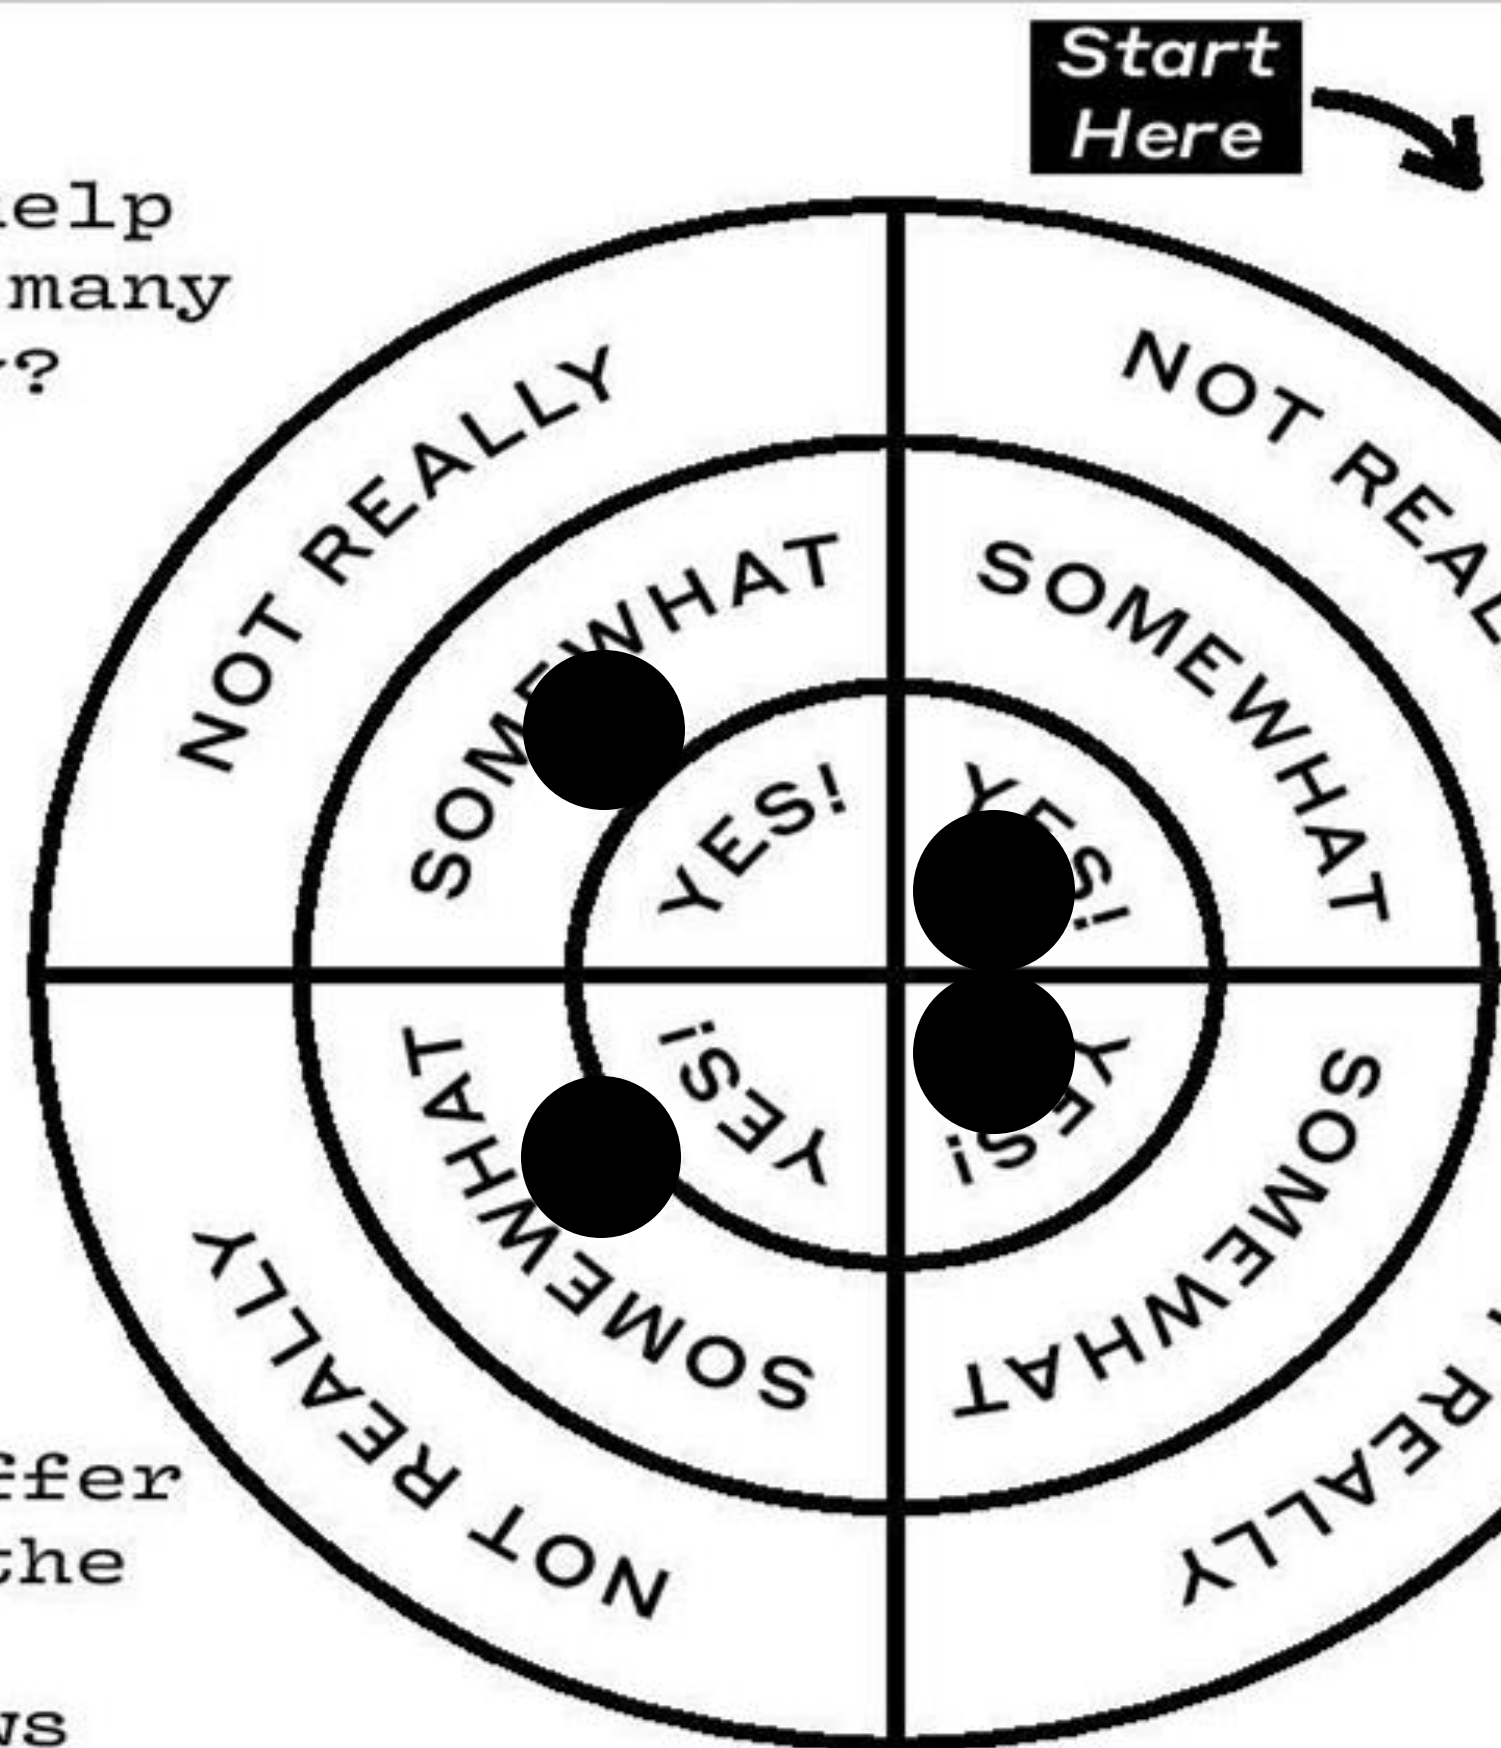 Start
Here
elp
many
?
NOT REALLY
NOT REAL
SOMEWHAT
SOMEWHAT
YES!
YES!
YES!
YES!
SOMEWHAT
SOMEWHAT
NOT REALLY
REALLY
ffer
the
ws